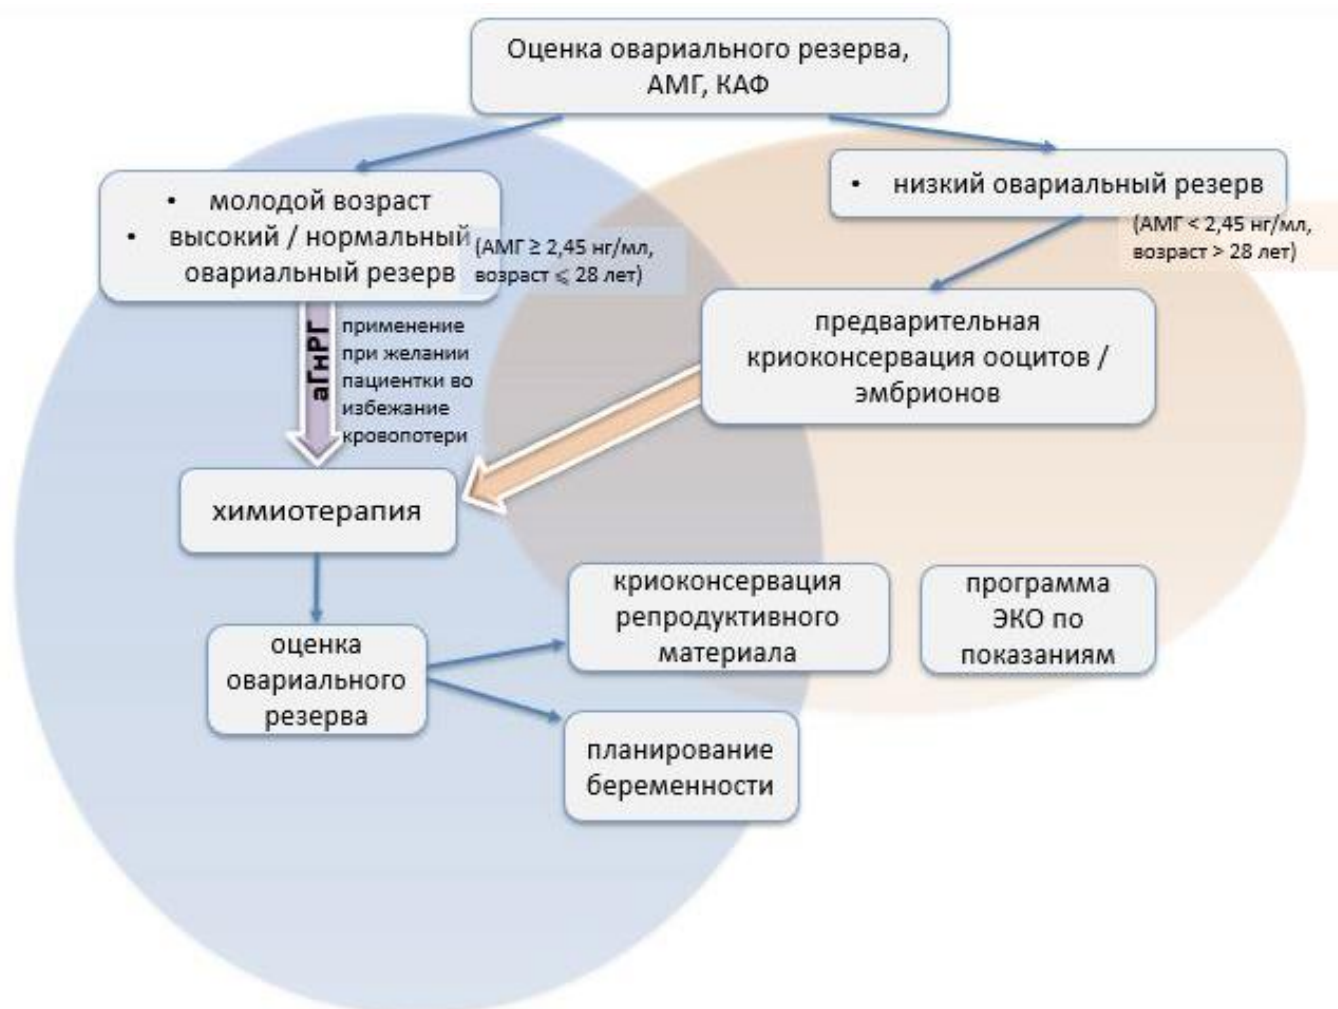 Оценка овариального резерва,
АМГ, КАФ
• молодой возраст
• высокий / нормальный
овариальный резерв
(АМГ ≥ 2,45 нг/мл,
возраст ⩽ 28 лет)
• низкий овариальный резерв
(АМГ < 2,45 нг/мл,
возраст > 28 лет)
аГнРГ
применение
при желании
пациентки во
избежание
кровопотери
предварительная
криоконсервация ооцитов /
эмбрионов
химиотерапия
оценка
овариального
резерва
криоконсервация
репродуктивного
материала
программа
ЭКО по
показаниям
планирование
беременности